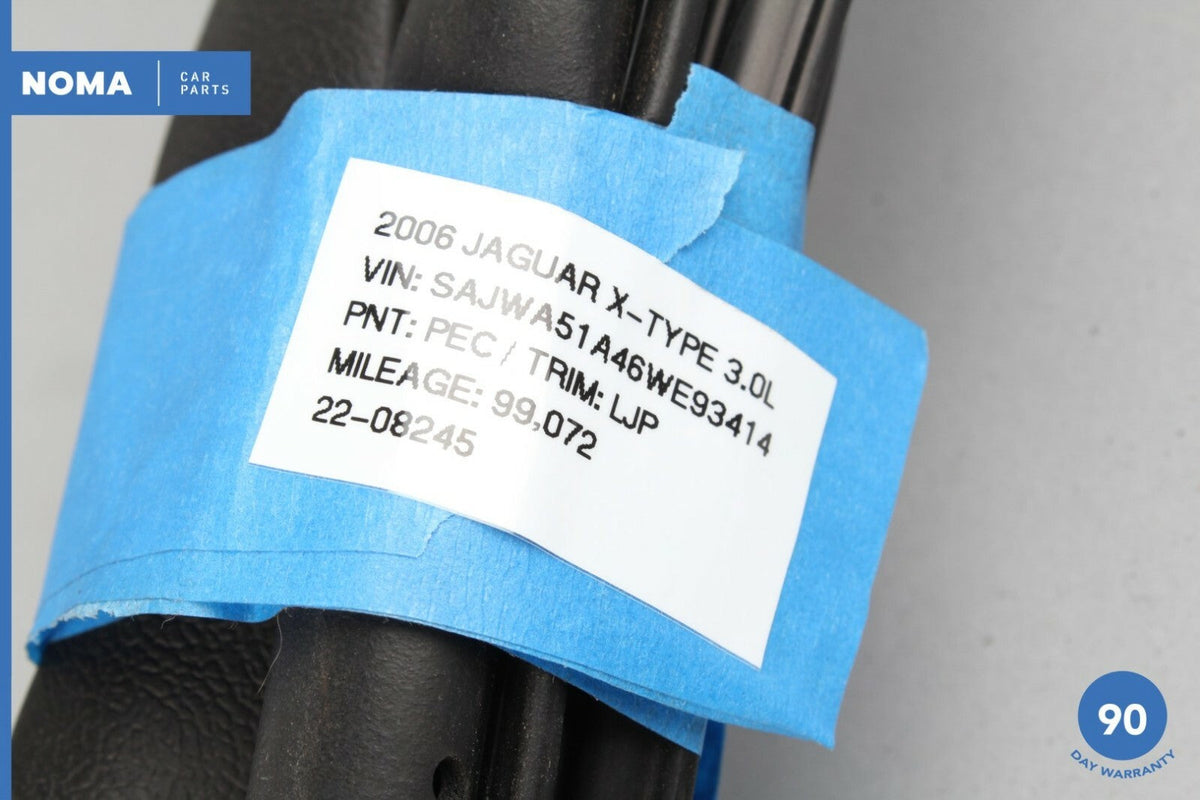 NOMA CAR PARTS
2006 JAGUAR X-TYPE 3.0L
VIN: SAJWA51A46WE93414
PNT: PEC / TRIM: LJP
MILEAGE: 99,072
22-08245
90
DAY WARRANTY